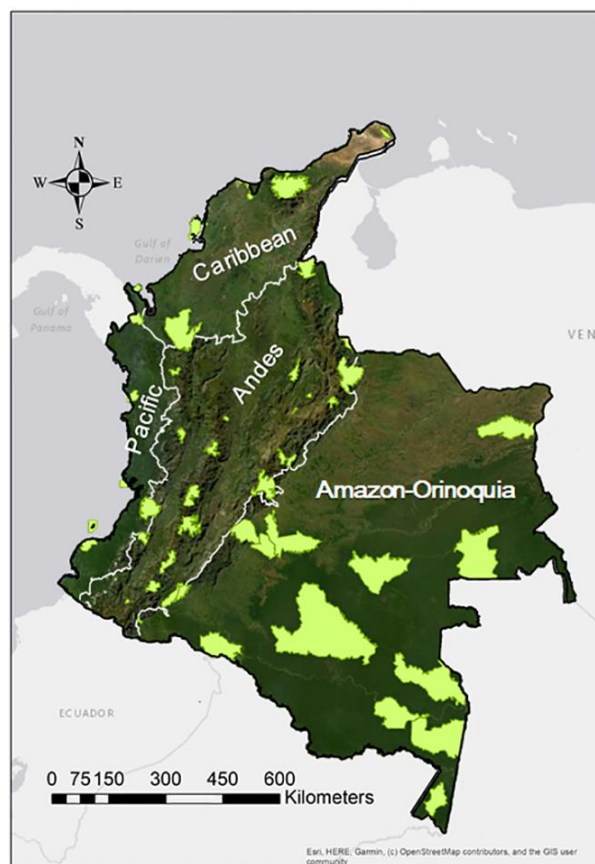 N
W E
S
Gulf of
Darien
Caribbean
Gulf of
Panama
VEN
Andes
Pacific
Amazon-Orinoquia
ECUADOR
0 75 150 300 450 600
Kilometers
Esri, HERE, Garmin, (c) OpenStreetMap contributors, and the GIS user
community